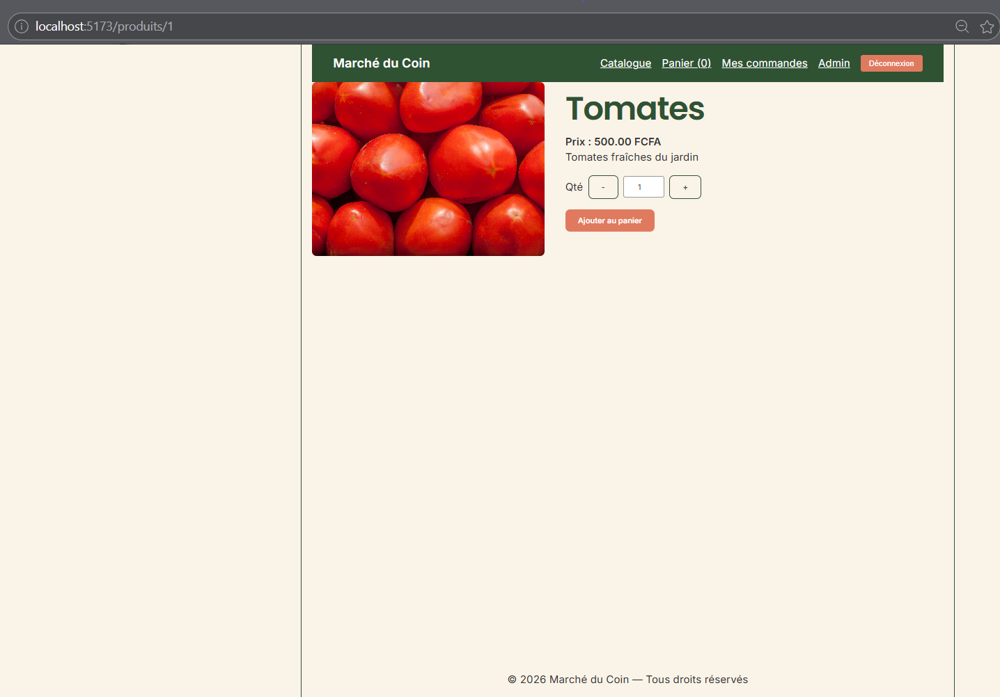 localhost:5173/produits/1
Marché du Coin
Catalogue Panier (0) Mes commandes Admin Déconnexion
Tomates
Prix : 500.00 FCFA
Tomates fraîches du jardin
Qté - 1 +
Ajouter au panier
© 2026 Marché du Coin — Tous droits réservés